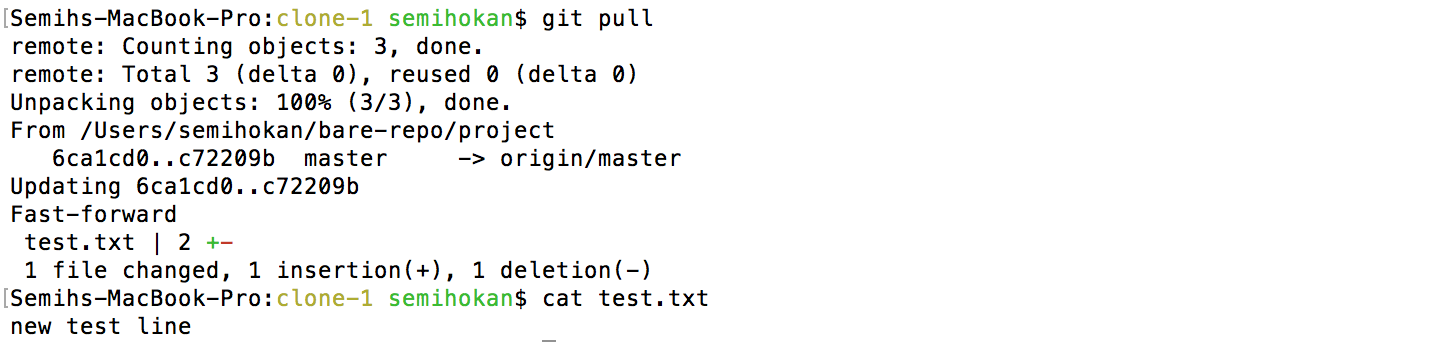 [Semihs-MacBook-Pro:clone-1 semihokan$ git pull
remote: Counting objects: 3, done.
remote: Total 3 (delta 0), reused 0 (delta 0)
Unpacking objects: 100% (3/3), done.
From /Users/semihokan/bare-repo/project
   6ca1cd0..c72209b  master     -> origin/master
Updating 6ca1cd0..c72209b
Fast-forward
 test.txt | 2 +-
 1 file changed, 1 insertion(+), 1 deletion(-)
[Semihs-MacBook-Pro:clone-1 semihokan$ cat test.txt
new test line